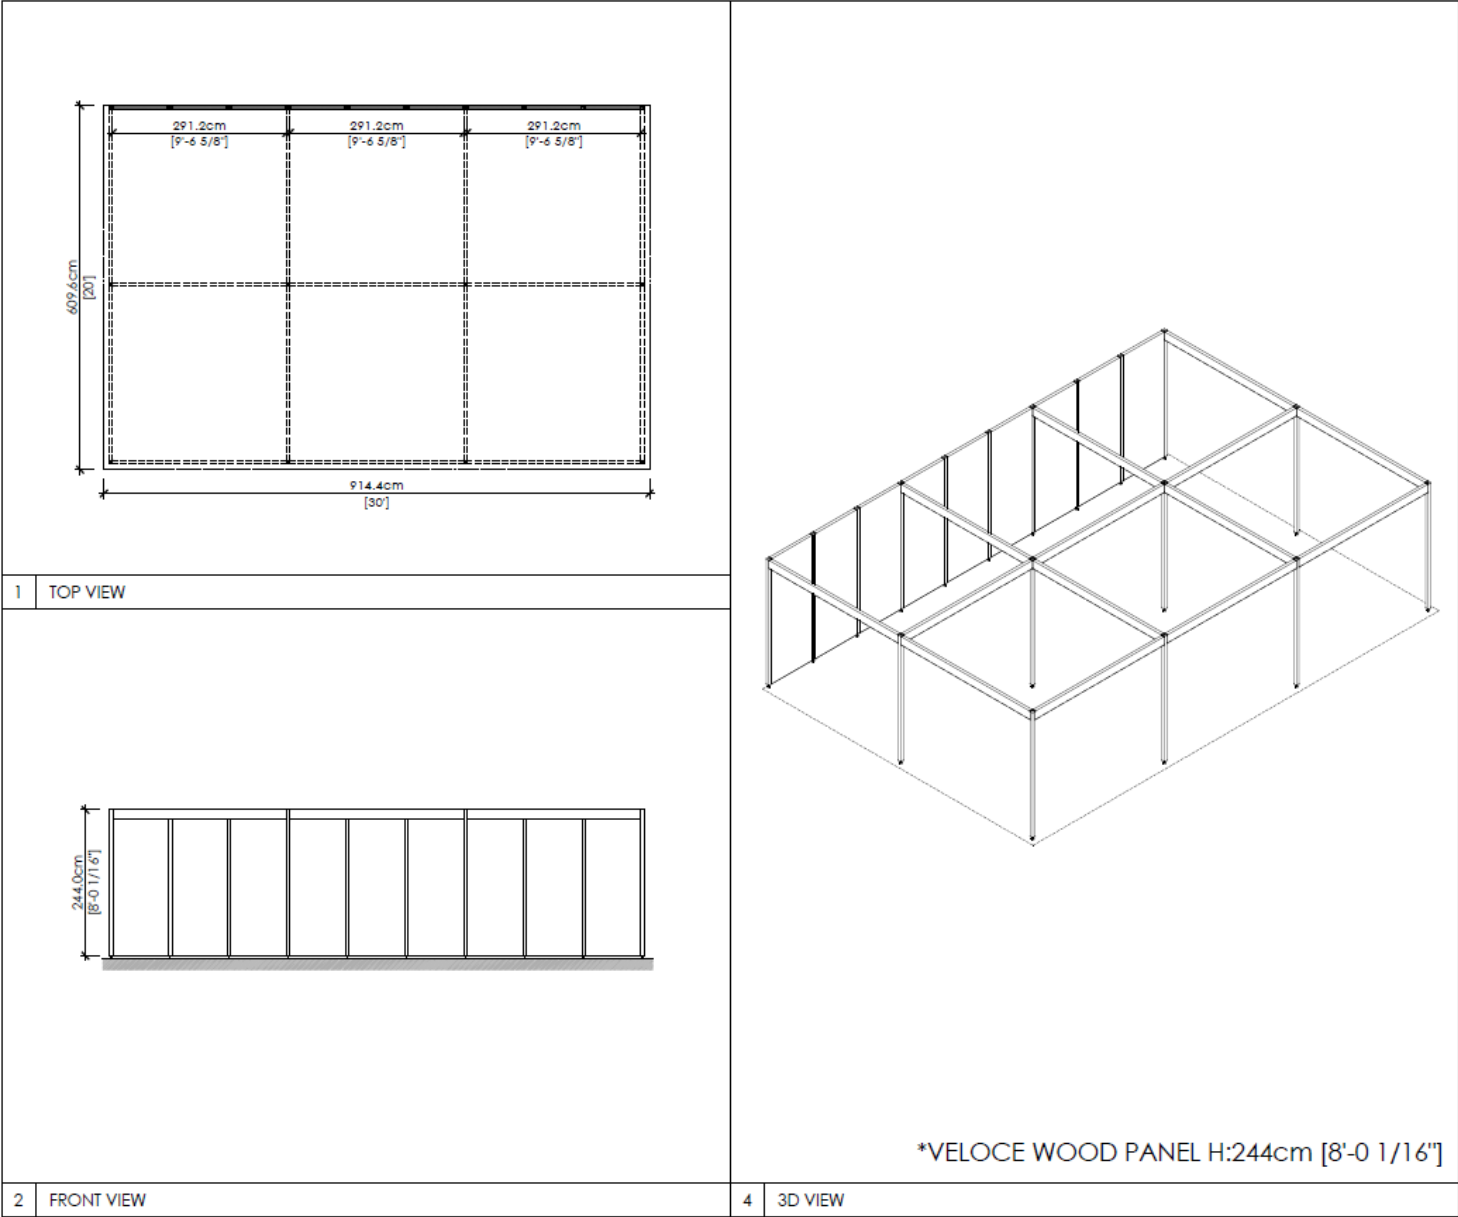 291.2cm
[9'-6 5/8"]
291.2cm
[9'-6 5/8"]
291.2cm
[9'-6 5/8"]
609.6cm
[20']
914.4cm
[30']
1 TOP VIEW
244.0cm
[8'-0 1/16"]
2 FRONT VIEW
*VELOCE WOOD PANEL H:244cm [8'-0 1/16"]
4 3D VIEW